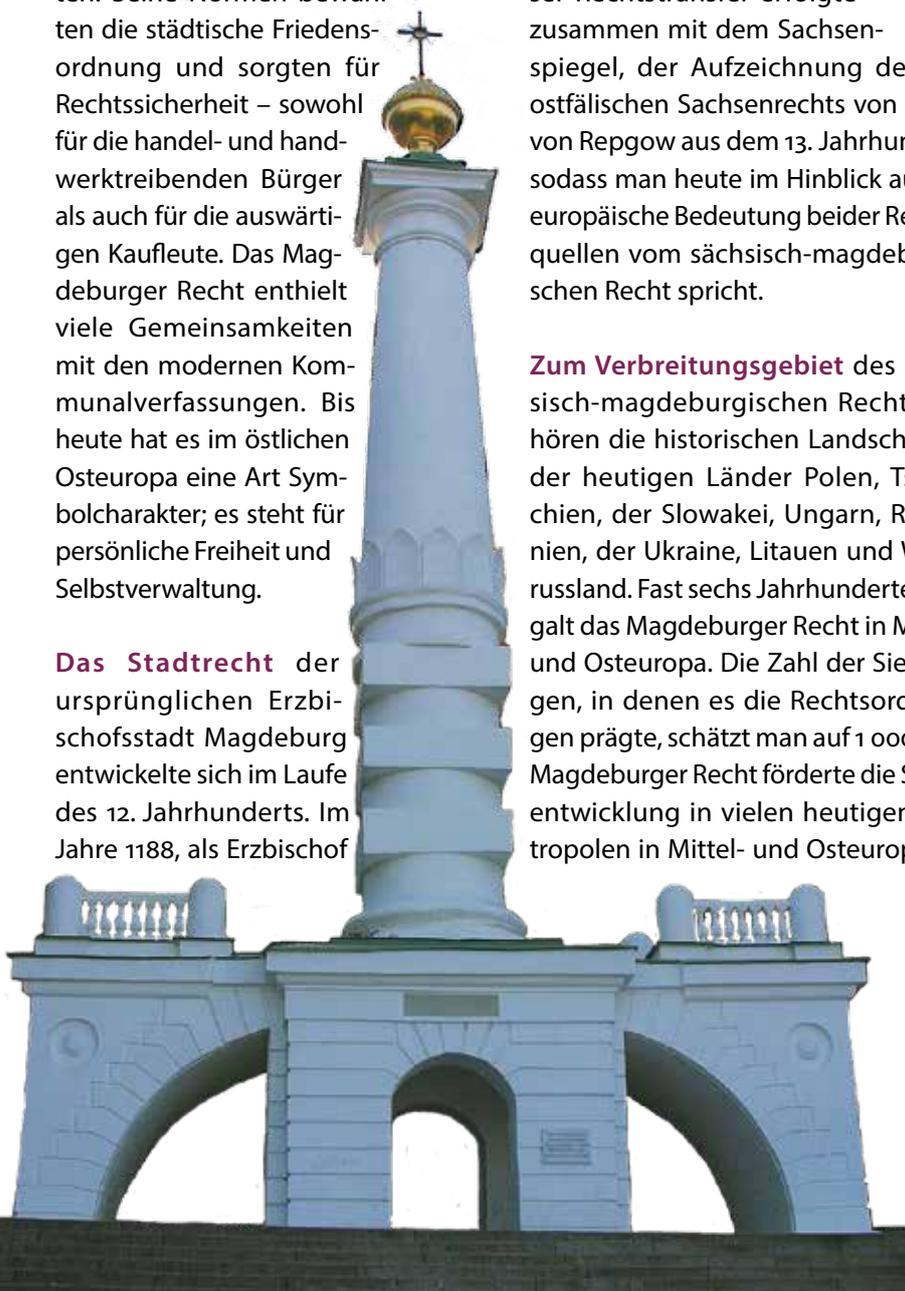 ten die städtische Friedens-
ordnung und sorgten für
Rechtssicherheit – sowohl
für die handel- und hand-
werktreibenden Bürger
als auch für die auswärti-
gen Kaufleute. Das Mag-
deburger Recht enthielt
viele Gemeinsamkeiten
mit den modernen Kom-
munalverfassungen. Bis
heute hat es im östlichen
Osteuropa eine Art Sym-
bolcharakter; es steht für
persönliche Freiheit und
Selbstverwaltung.
Das Stadtrecht der
ursprünglichen Erzbi-
schofsstadt Magdeburg
entwickelte sich im Laufe
des 12. Jahrhunderts. Im
Jahre 1188, als Erzbischof
zusammen mit dem Sachsen-
spiegel, der Aufzeichnung de
ostfälischen Sachsenrechts von
von Repgow aus dem 13. Jahrhun
sodass man heute im Hinblick au
europäische Bedeutung beider Re
quellen vom sächsisch-magdeb
schen Recht spricht.
Zum Verbreitungsgebiet des
sisch-magdeburgischen Recht
hören die historischen Landsch
der heutigen Länder Polen, Ts
chien, der Slowakei, Ungarn, R
nien, der Ukraine, Litauen und W
russland. Fast sechs Jahrhunderte
galt das Magdeburger Recht in M
und Osteuropa. Die Zahl der Sie
gen, in denen es die Rechtsord
gen prägte, schätzt man auf 1 000
Magdeburger Recht förderte die S
entwicklung in vielen heutigen
tropolen in Mittel- und Osteurop